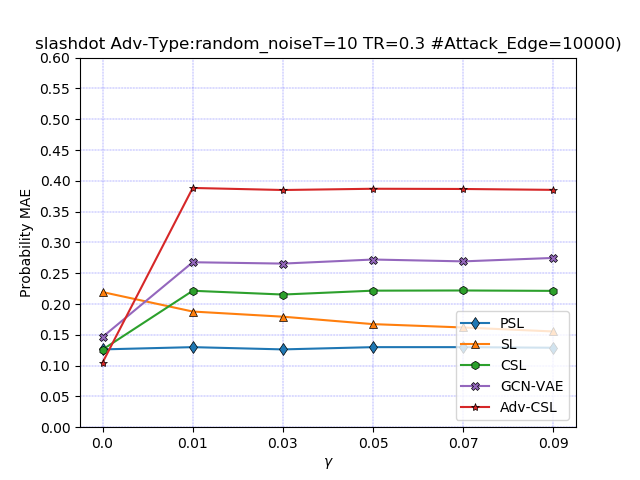 slashdot Adv-Type:random_noiseT=10 TR=0.3 #Attack_Edge=10000)
0.60
0.55
0.50
0.45
0.40
0.35
0.30
0.25
0.20
0.15
0.10
0.05
0.00
Probability MAE
PSL
SL
CSL
GCN-VAE
Adv-CSL
0.0 0.01 0.03 0.05 0.07 0.09
γ